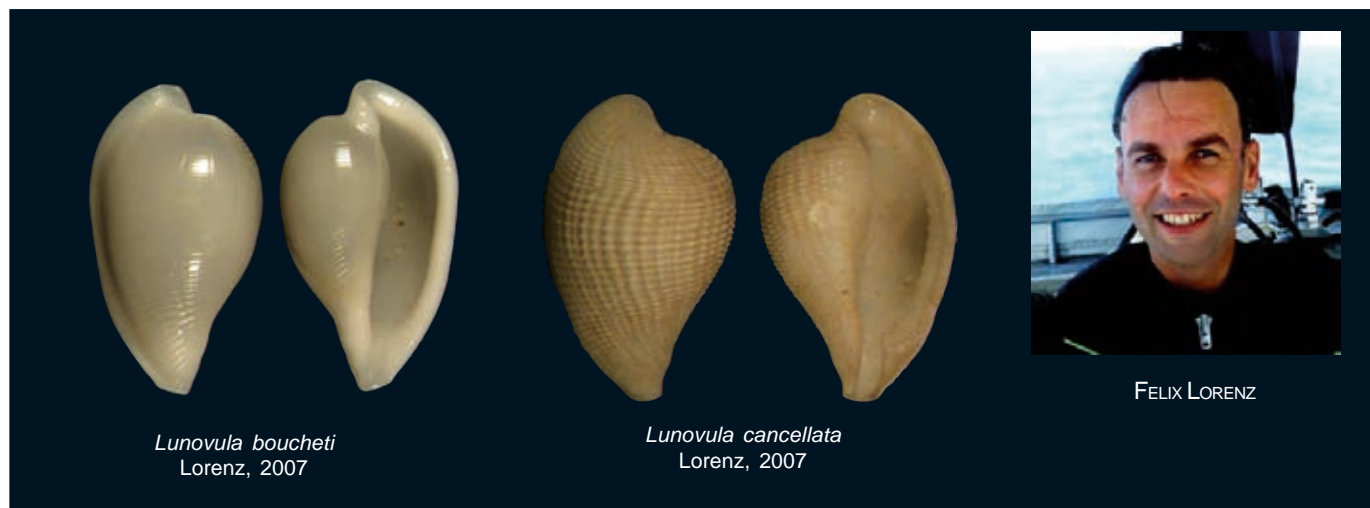 Lunovula boucheti
Lorenz, 2007
Lunovula cancellata
Lorenz, 2007
FELIX LORENZ